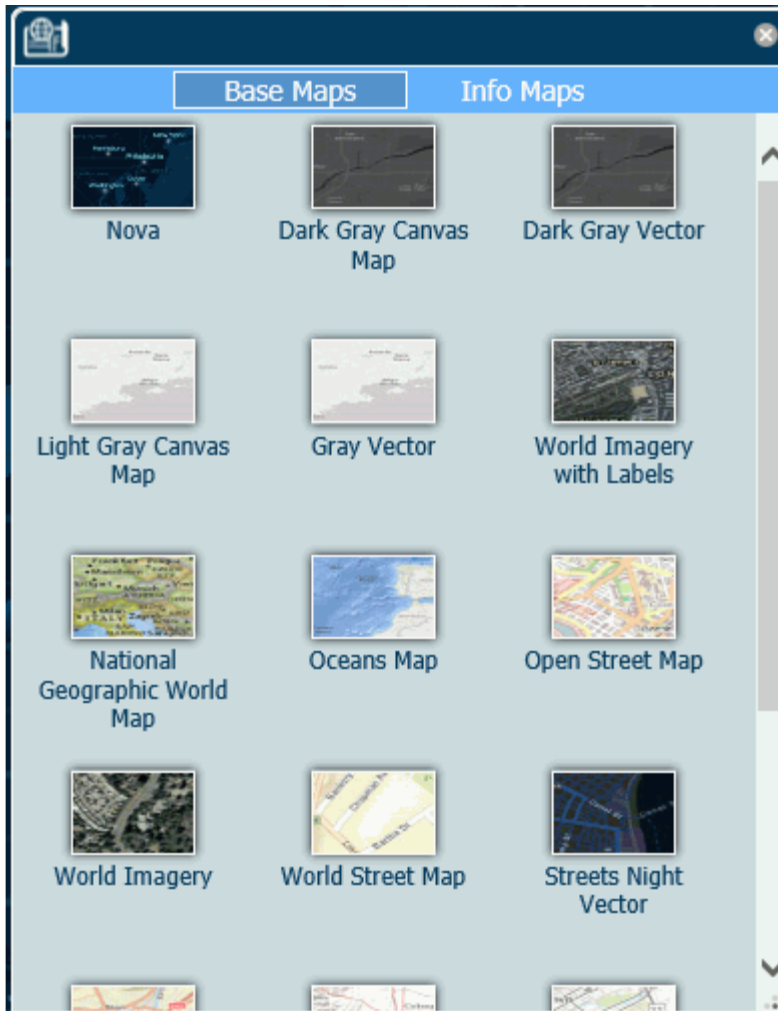 Base Maps Info Maps
Nova
Dark Gray Canvas
Map
Dark Gray Vector
Light Gray Canvas
Map
Gray Vector
World Imagery
with Labels
National
Geographic World
Map
Oceans Map
Open Street Map
World Imagery
World Street Map
Streets Night
Vector